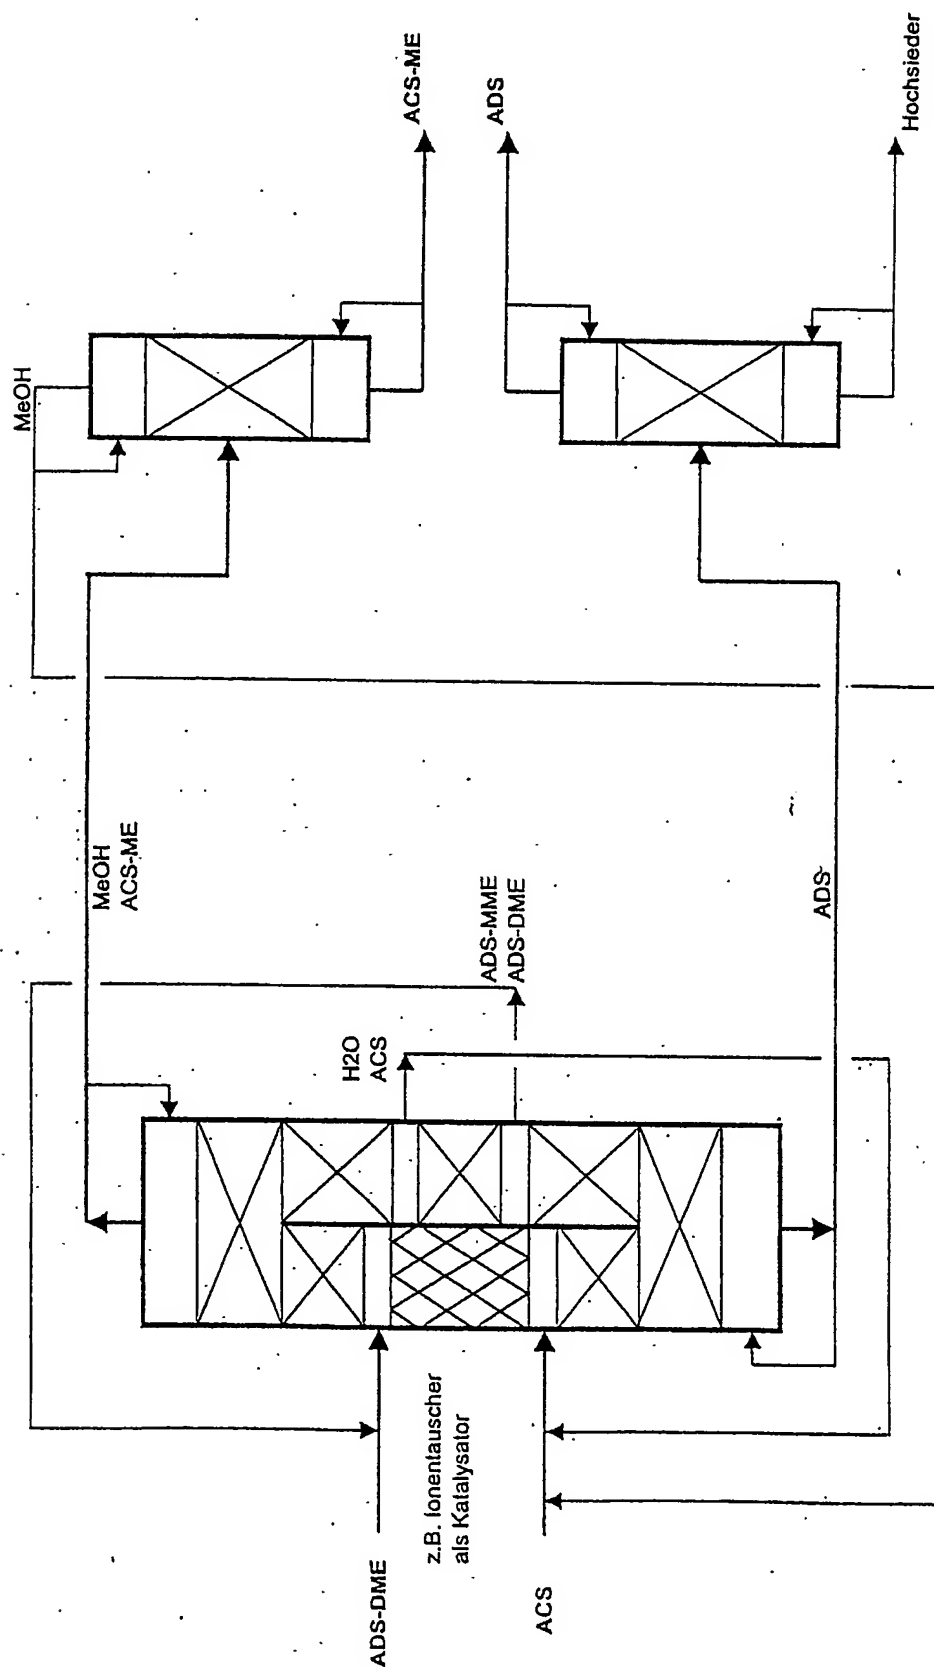 MeOH
ACS-ME
ADS
Hochsieder
MeOH
ACS-ME
ADS
H2O
ACS
ADS-MME
ADS-DME
ADS-DME
z.B. Ionentauscher
als Katalysator
ACS